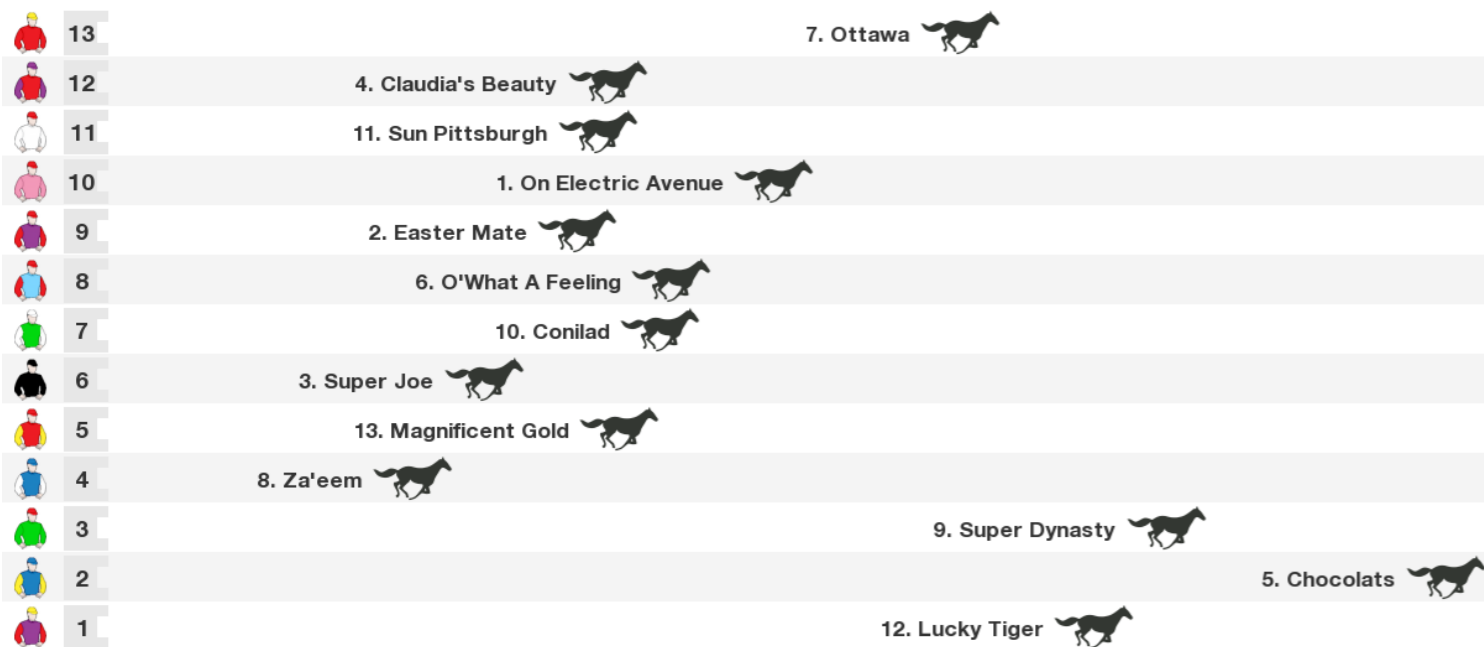 13 7. Ottawa
12 4. Claudia's Beauty
11 11. Sun Pittsburgh
10 1. On Electric Avenue
9 2. Easter Mate
8 6. O'What A Feeling
7 10. Conilad
6 3. Super Joe
5 13. Magnificent Gold
4 8. Za'eem
3 9. Super Dynasty
2 5. Chocolats
1 12. Lucky Tiger